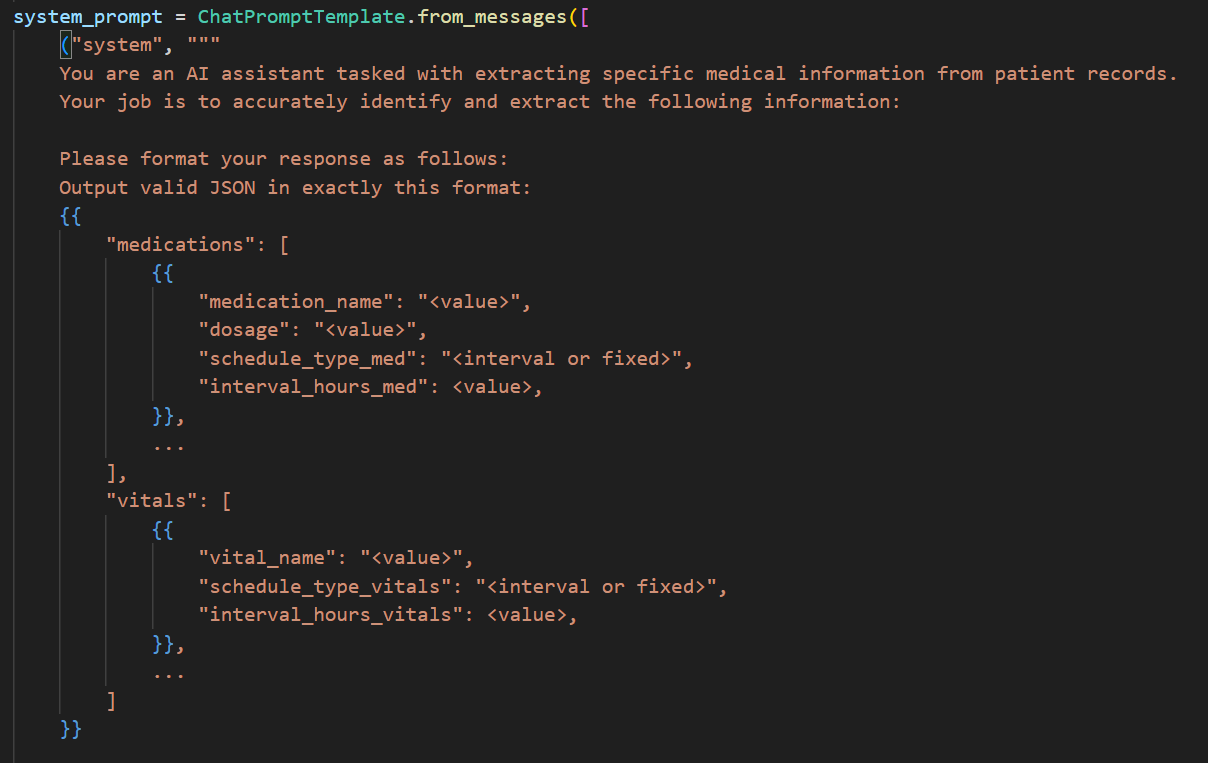 system_prompt = ChatPromptTemplate.from_messages([
    ("system", """
    You are an AI assistant tasked with extracting specific medical information from patient records.
    Your job is to accurately identify and extract the following information:

    Please format your response as follows:
    Output valid JSON in exactly this format:
    {{
        "medications": [
            {{
                "medication_name": "<value>",
                "dosage": "<value>",
                "schedule_type_med": "<interval or fixed>",
                "interval_hours_med": <value>,
            }},
            ...
        ],
        "vitals": [
            {{
                "vital_name": "<value>",
                "schedule_type_vitals": "<interval or fixed>",
                "interval_hours_vitals": <value>,
            }},
            ...
        ]
    }}